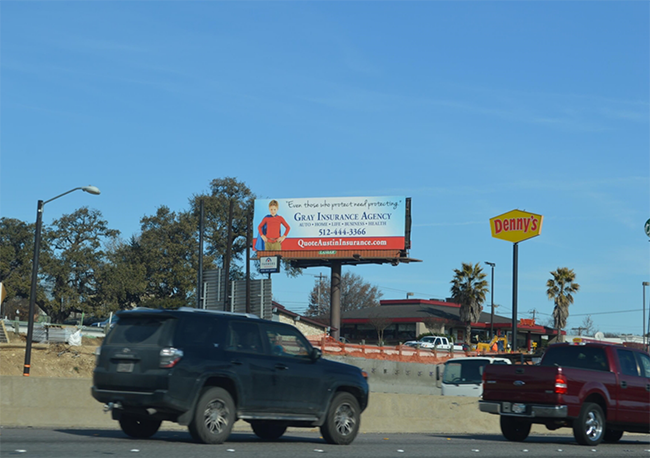 "Even those who protect need protecting."
GRAY INSURANCE AGENCY
AUTO • HOME • LIFE • BUSINESS • HEALTH
512-444-3366
QuoteAustinInsurance.com
Denny's